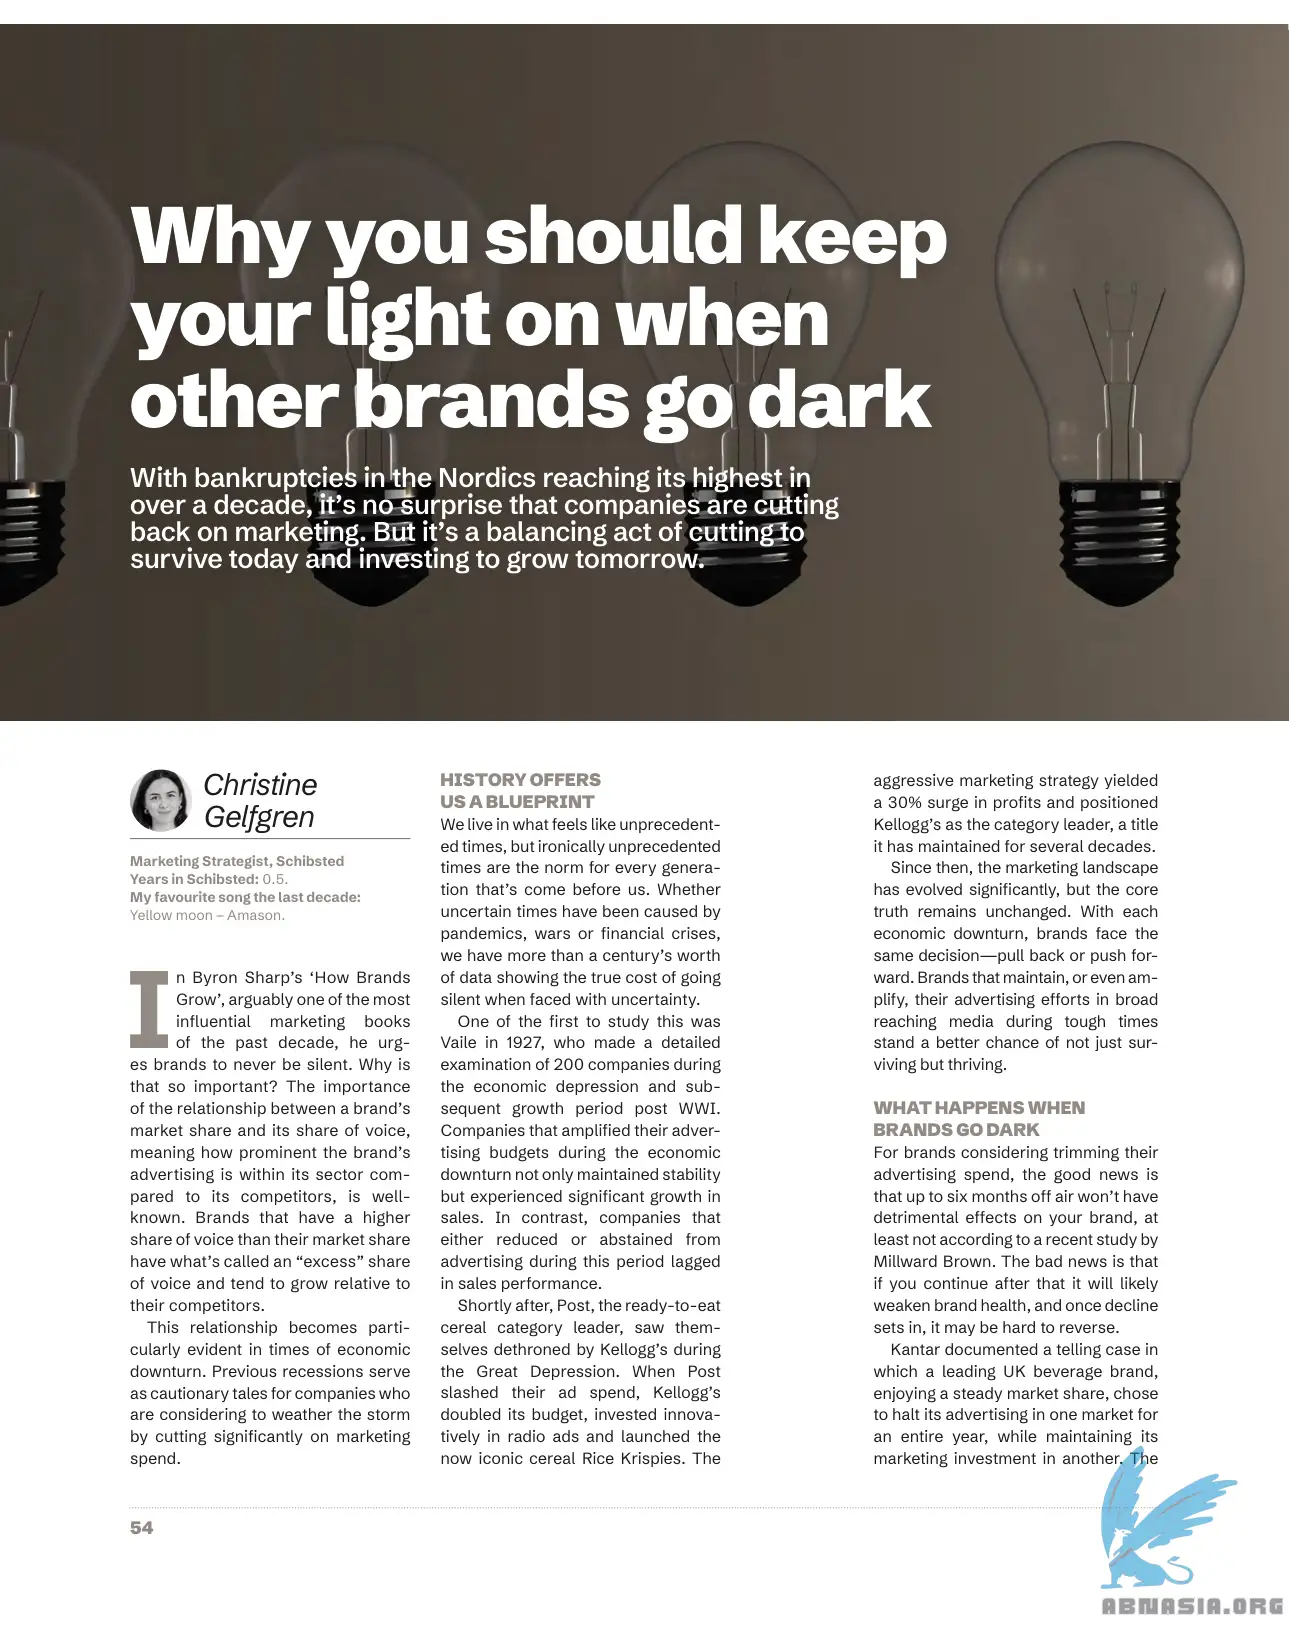 Why you should keep
your light on when
other brands go dark
With bankruptcies in the Nordics reaching its highest in
over a decade, it's no surprise that companies are cutting
back on marketing. But it's a balancing act of cutting to
survive today and investing to grow tomorrow.
Christine
Gelfgren
Marketing Strategist, Schibsted
Years in Schibsted: 0.5.
My favourite song the last decade:
Yellow moon – Amason.
In Byron Sharp's 'How Brands
Grow', arguably one of the most
influential marketing books
of the past decade, he urg-
es brands to never be silent. Why is
that so important? The importance
of the relationship between a brand's
market share and its share of voice,
meaning how prominent the brand's
advertising is within its sector com-
pared to its competitors, is well-
known. Brands that have a higher
share of voice than their market share
have what's called an “excess” share
of voice and tend to grow relative to
their competitors.
This relationship becomes parti-
cularly evident in times of economic
downturn. Previous recessions serve
as cautionary tales for companies who
are considering to weather the storm
by cutting significantly on marketing
spend.
HISTORY OFFERS
US A BLUEPRINT
We live in what feels like unprecedent-
ed times, but ironically unprecedented
times are the norm for every genera-
tion that's come before us. Whether
uncertain times have been caused by
pandemics, wars or financial crises,
we have more than a century's worth
of data showing the true cost of going
silent when faced with uncertainty.
One of the first to study this was
Vaile in 1927, who made a detailed
examination of 200 companies during
the economic depression and sub-
sequent growth period post WWI.
Companies that amplified their adver-
tising budgets during the economic
downturn not only maintained stability
but experienced significant growth in
sales. In contrast, companies that
either reduced or abstained from
advertising during this period lagged
in sales performance.
Shortly after, Post, the ready-to-eat
cereal category leader, saw them-
selves dethroned by Kellogg's during
the Great Depression. When Post
slashed their ad spend, Kellogg's
doubled its budget, invested innova-
tively in radio ads and launched the
now iconic cereal Rice Krispies. The
aggressive marketing strategy yielded
a 30% surge in profits and positioned
Kellogg's as the category leader, a title
it has maintained for several decades.
Since then, the marketing landscape
has evolved significantly, but the core
truth remains unchanged. With each
economic downturn, brands face the
same decision—pull back or push for-
ward. Brands that maintain, or even am-
plify, their advertising efforts in broad
reaching media during tough times
stand a better chance of not just sur-
viving but thriving.
WHAT HAPPENS WHEN
BRANDS GO DARK
For brands considering trimming their
advertising spend, the good news is
that up to six months off air won't have
detrimental effects on your brand, at
least not according to a recent study by
Millward Brown. The bad news is that
if you continue after that it will likely
weaken brand health, and once decline
sets in, it may be hard to reverse.
Kantar documented a telling case in
which a leading UK beverage brand,
enjoying a steady market share, chose
to halt its advertising in one market for
an entire year, while maintaining its
marketing investment in another. The
54
ABNASIA.ORG